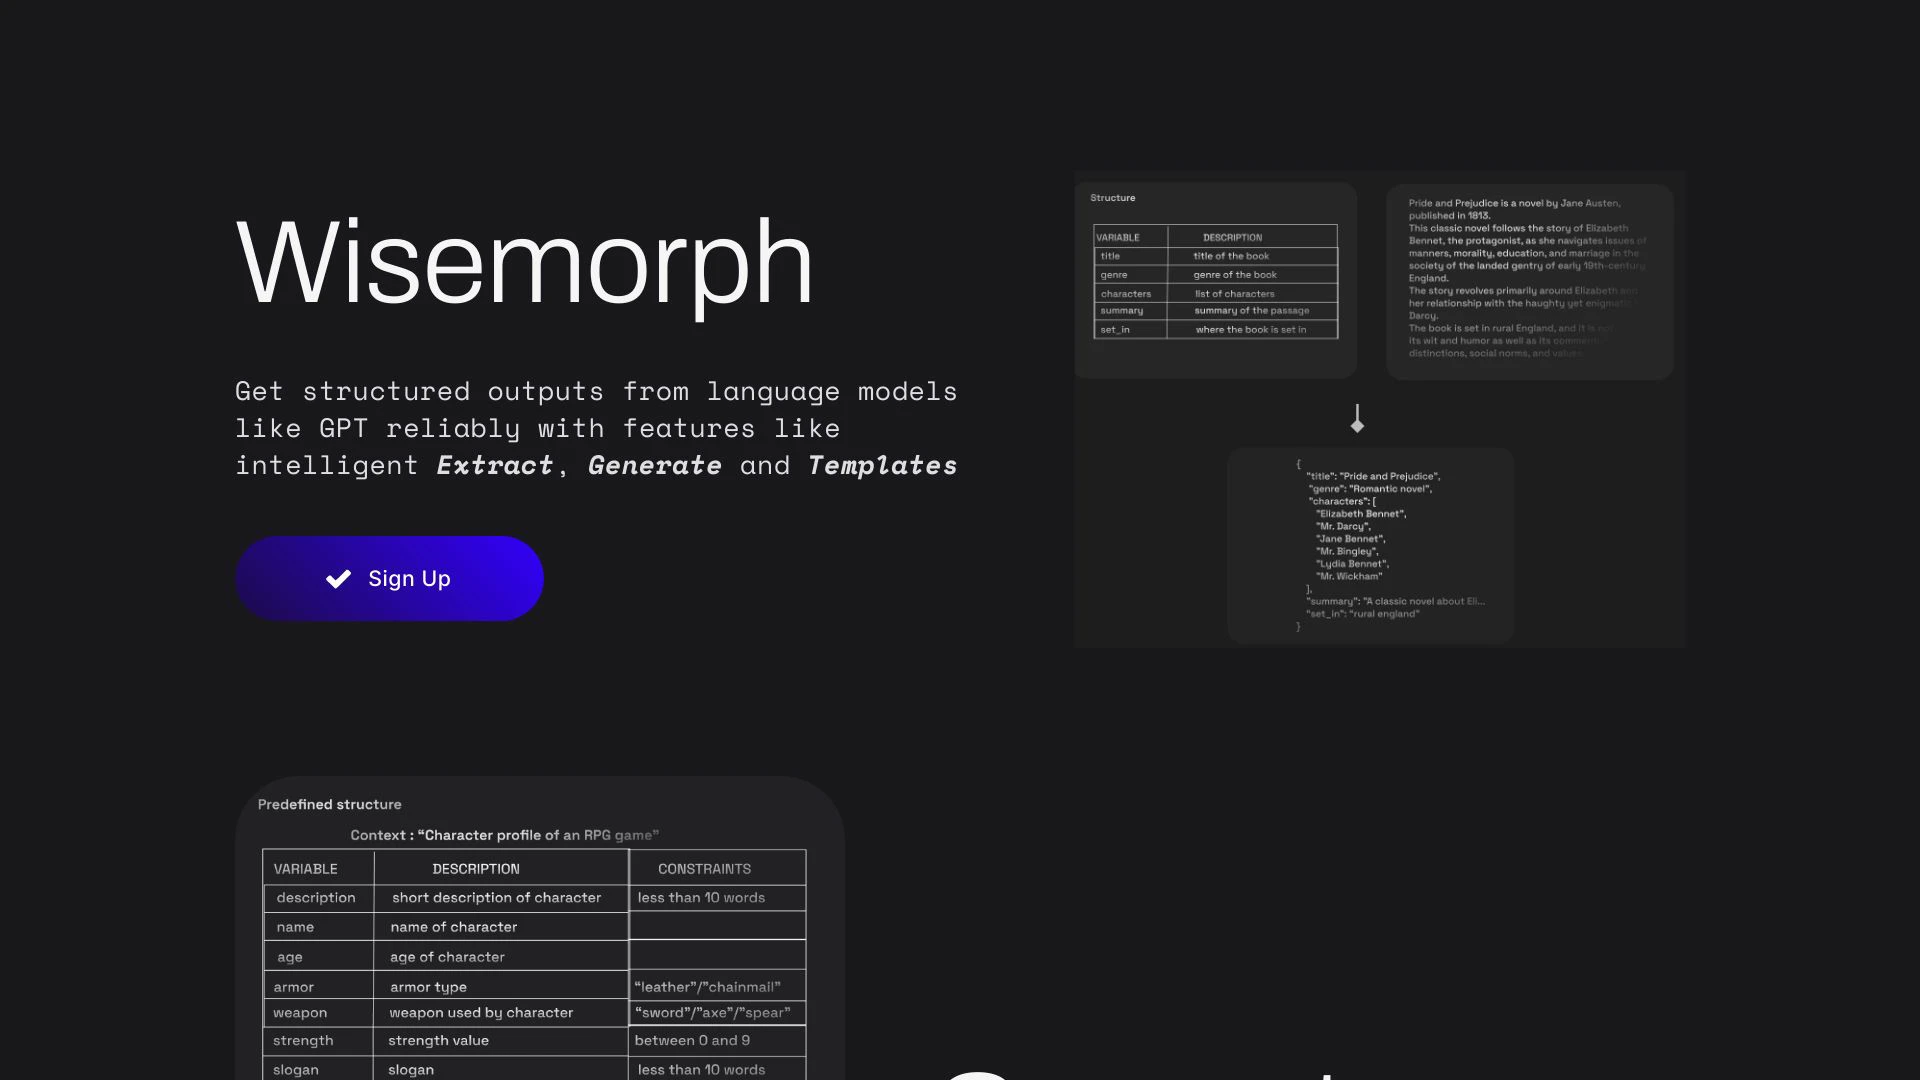 Wisemorph
Get structured outputs from language models
like GPT reliably with features like
intelligent Extract, Generate and Templates
Sign Up
Structure
VARIABLE DESCRIPTION
title title of the book
genre genre of the book
characters list of characters
summary summary of the passage
set_in where the book is set in
Pride and Prejudice is a novel by Jane Austen,
published in 1813.
This classic novel follows the story of Elizabeth
Bennet, the protagonist, as she navigates issues of
manners, morality, education, and marriage in the
society of the landed gentry of early 19th-century
England.
The story revolves primarily around Elizabeth and
her relationship with the haughty yet enigmatic
Darcy.
The book is set in rural England, and it is not
its wit and humor as well as its
distinctions, social norms, and values
{
"title": "Pride and Prejudice",
"genre": "Romantic novel",
"characters": [
"Elizabeth Bennet",
"Mr. Darcy",
"Jane Bennet",
"Mr. Bingley",
"Lydia Bennet",
"Mr. Wickham"
],
"summary": "A classic novel about Eli...
"set_in": "rural england"
}
Predefined structure
Context : “Character profile of an RPG game”
VARIABLE DESCRIPTION CONSTRAINTS
description short description of character less than 10 words
name name of character
age age of character
armor armor type “leather”/”chainmail”
weapon weapon used by character “sword”/”axe”/”spear”
strength strength value between 0 and 9
slogan slogan less than 10 words